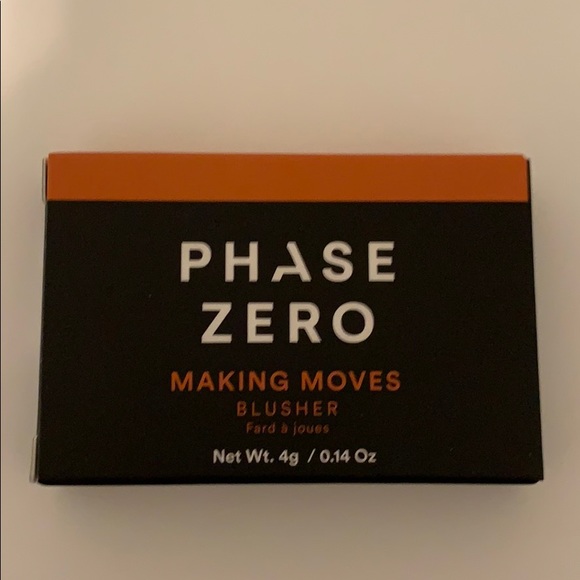 PHASE
ZERO
MAKING MOVES
BLUSHER
Fard à joues
Net Wt. 4g / 0.14 Oz